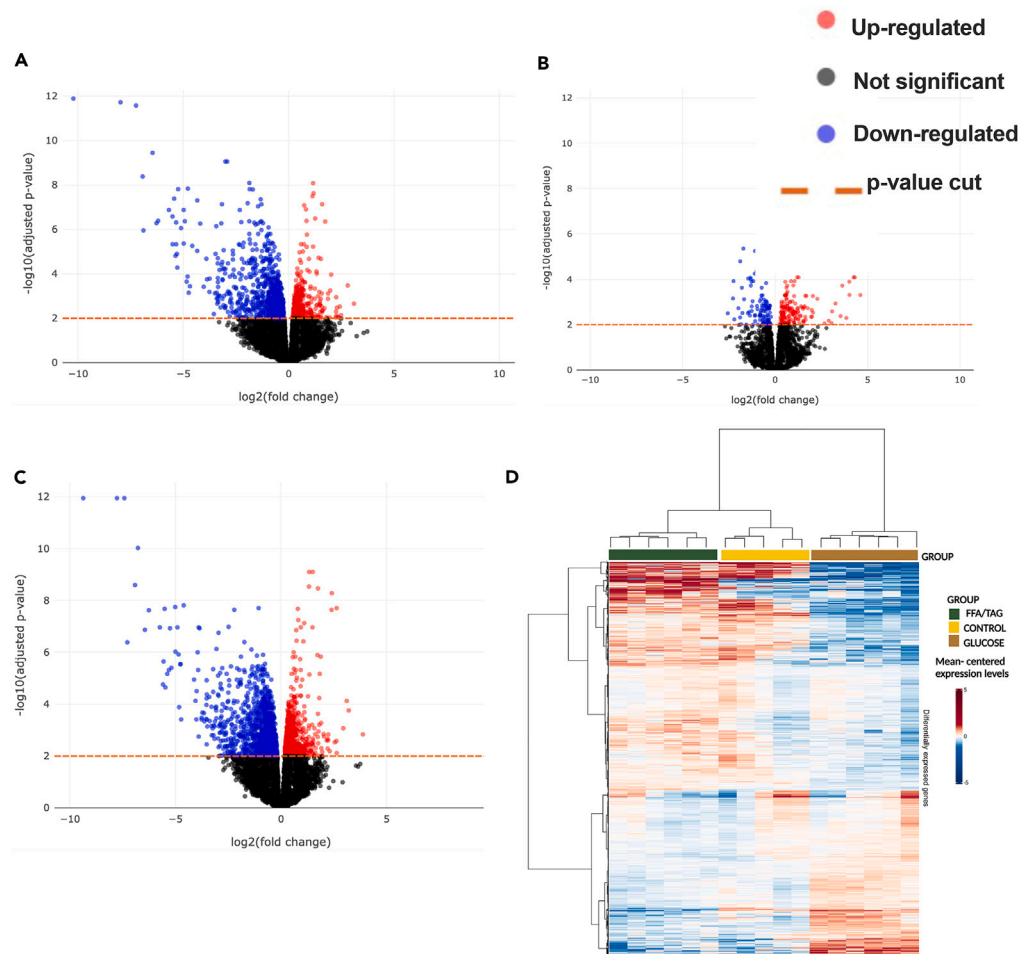 Up-regulated
Not significant
Down-regulated
p-value cut
A
12
10
8
6
4
2
0
-log10(adjusted p-value)
−10
−5
0
5
10
log2(fold change)
B
12
10
8
6
4
2
0
-log10(adjusted p-value)
−10
−5
0
5
10
log2(fold change)
C
12
10
8
6
4
2
0
-log10(adjusted p-value)
−10
−5
0
5
log2(fold change)
D
GROUP
GROUP
FFA/TAG
CONTROL
GLUCOSE
Mean- centered
expression levels
5
0
-5
Differentially expressed genes